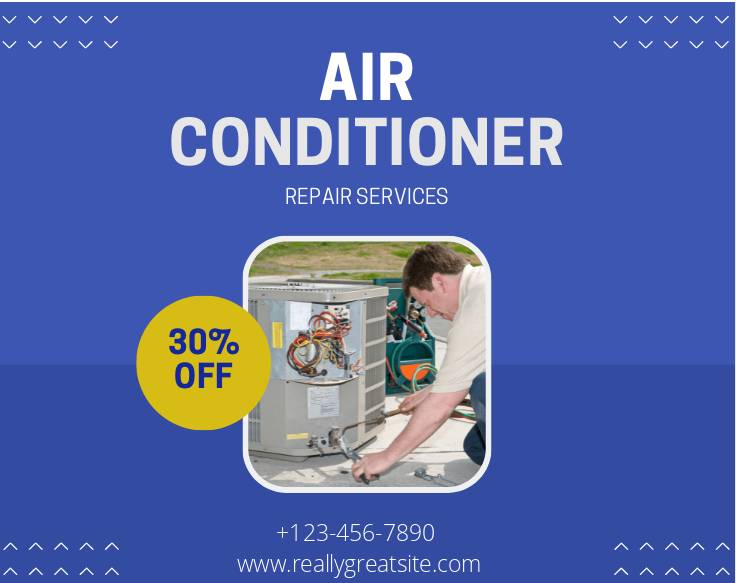 AIR
CONDITIONER
REPAIR SERVICES
30%
OFF
+123-456-7890
www.reallygreatsite.com